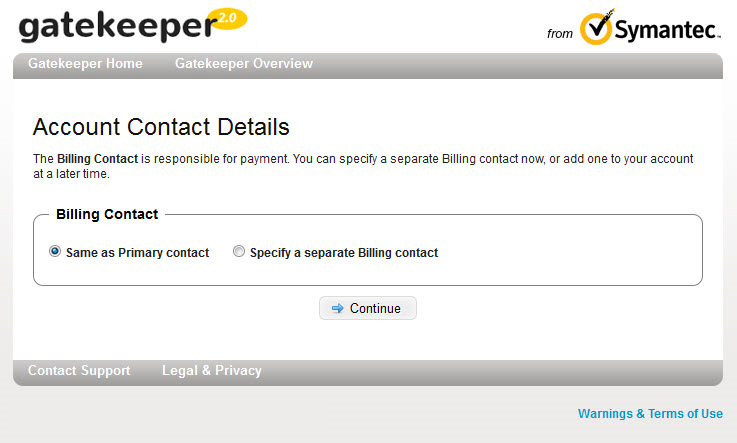 gatekeeper 2.0
from Symantec.
Gatekeeper Home Gatekeeper Overview
Account Contact Details
The Billing Contact is responsible for payment. You can specify a separate Billing contact now, or add one to your account
at a later time.
Billing Contact
Same as Primary contact Specify a separate Billing contact
Continue
Contact Support Legal & Privacy
Warnings & Terms of Use